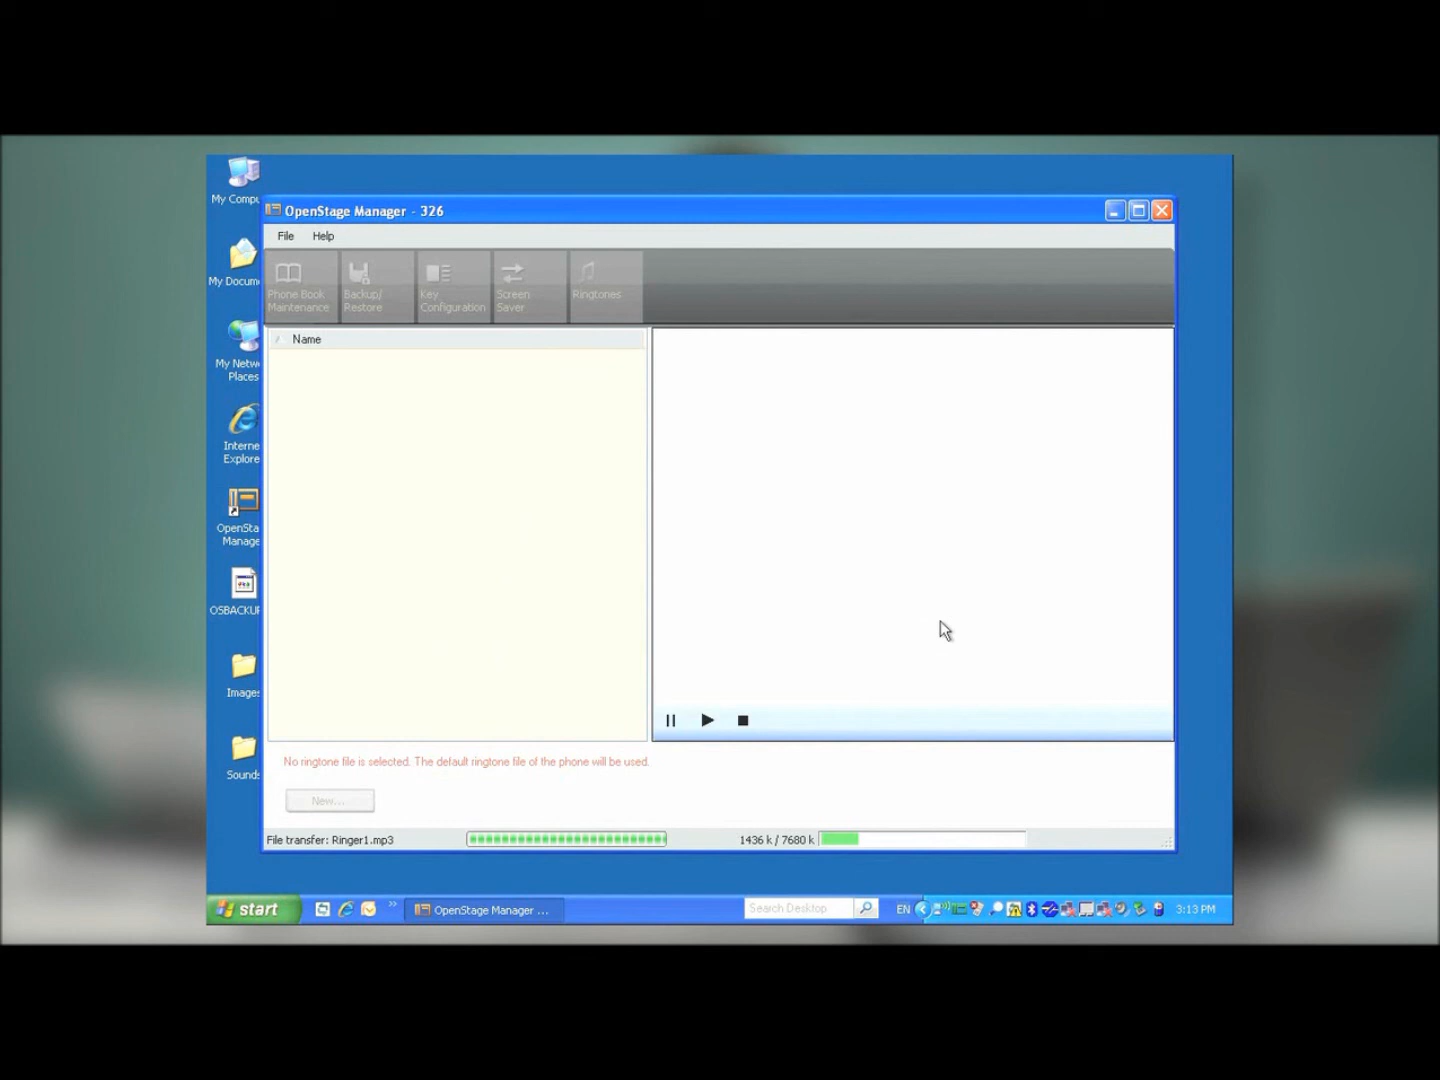 My Compu
My Docum
My Netw
Places
Interne
Explore
OpenSta
Manage
OSBACKUP
Images
Sounds
OpenStage Manager - 326
File Help
Phone Book
Maintenance
Backup/
Restore
Key
Configuration
Screen
Saver
Ringtones
Name
No ringtone file is selected. The default ringtone file of the phone will be used.
New...
File transfer: Ringer1.mp3
1436 k / 7680 k
start
OpenStage Manager ...
Search Desktop
EN
3:13 PM